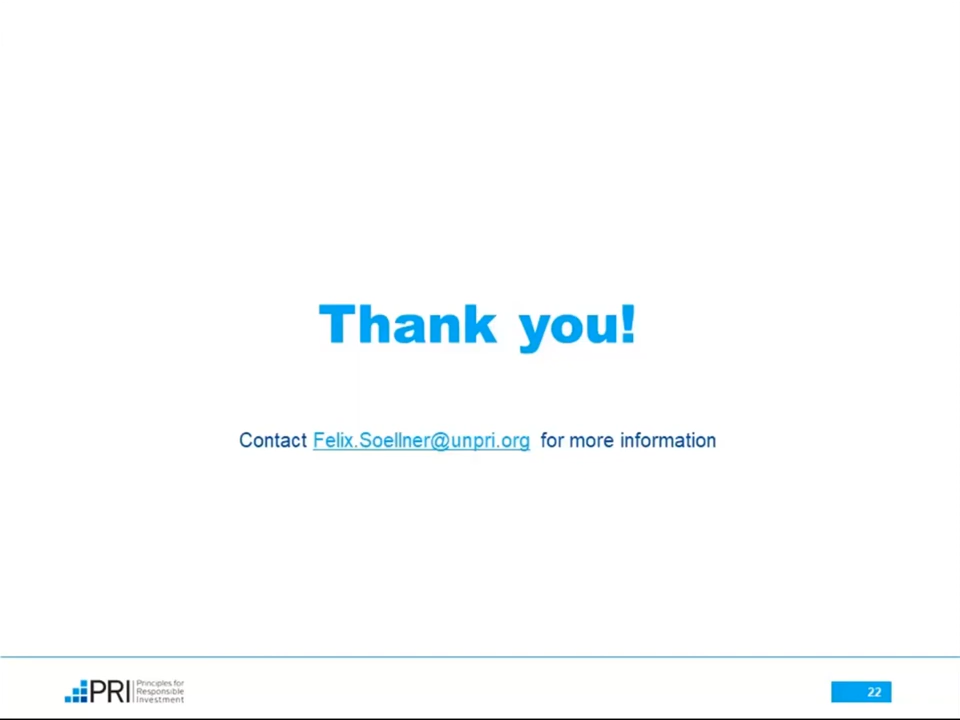 Thank you!
Contact Felix.Soellner@unpri.org for more information
PRI
Principles for
Responsible
Investment
22